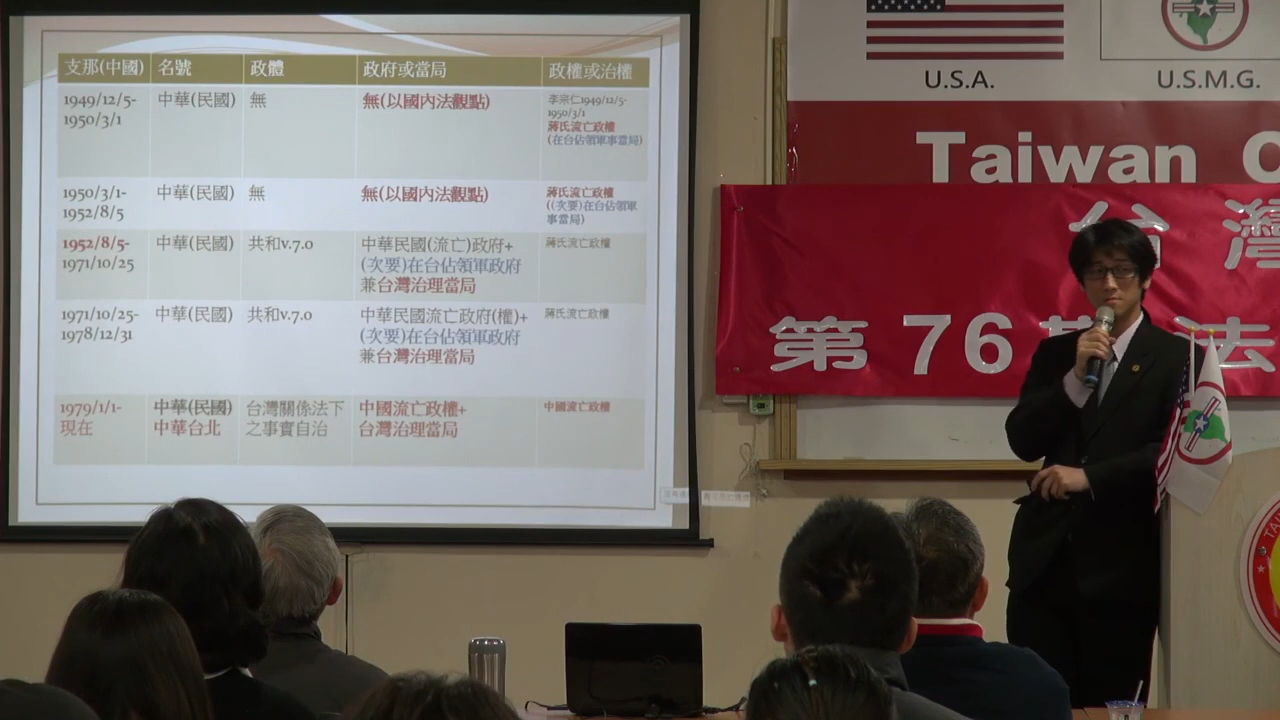 支那(中國) 名號 政體 政府或當局 政權或治權
1949/12/5- 中華(民國) 無 無(以國內法觀點) 李宗仁1949/12/5-
1950/3/1 1950/3/1
蔣氏流亡政權
(在台佔領軍事當局)
1950/3/1- 中華(民國) 無 無(以國內法觀點) 蔣氏流亡政權
1952/8/5 ((次要)在台佔領軍
事當局)
1952/8/5- 中華(民國) 共和v.7.0 中華民國(流亡)政府+ 蔣氏流亡政權
1971/10/25 (次要)在台佔領軍政府
兼台灣治理當局
1971/10/25- 中華(民國) 共和v.7.0 中華民國流亡政府(權)+ 蔣氏流亡政權
1978/12/31 (次要)在台佔領軍政府
兼台灣治理當局
1979/1/1- 中華(民國) 台灣關係法下 中國流亡政權+ 中國流亡政權
現在 中華台北 之事實自治 台灣治理當局
U.S.A. U.S.M.G.
Taiwan
台灣
第 76 期 法